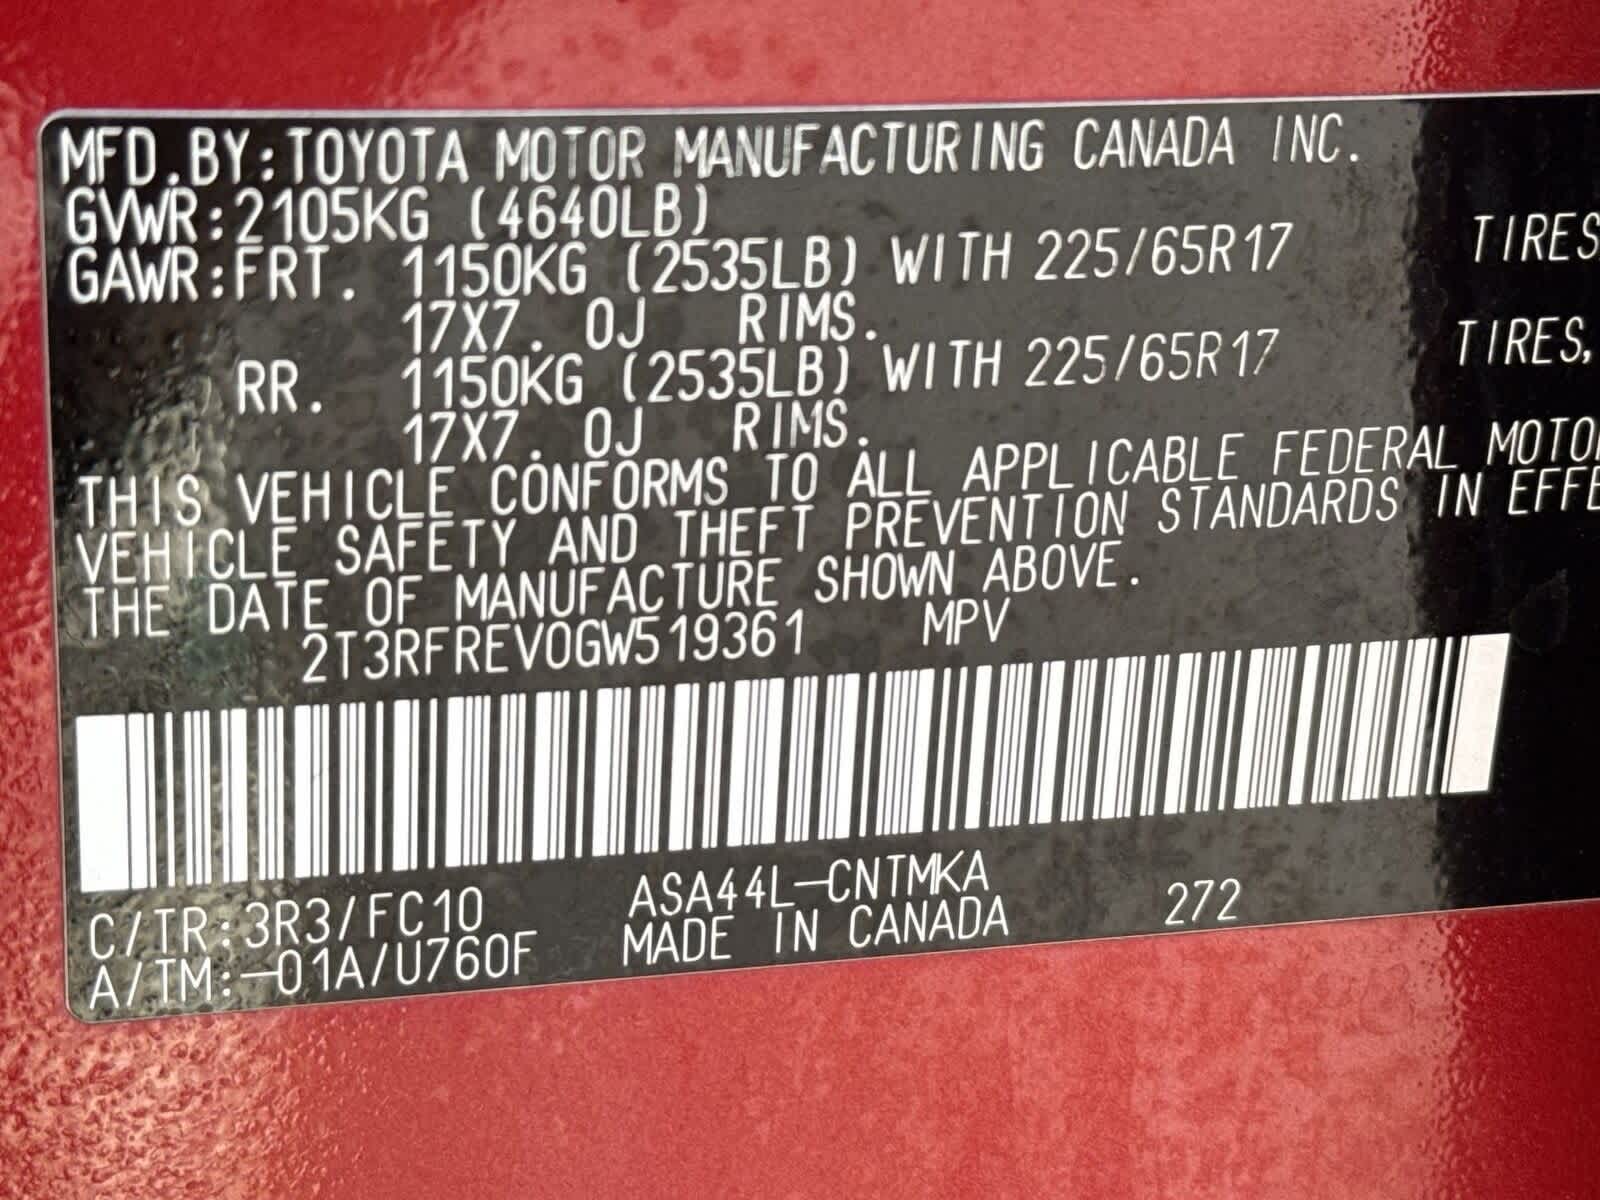 MFD.BY:TOYOTA MOTOR MANUFACTURING CANADA INC.
GVWR:2105KG (4640LB)
GAWR:FRT. 1150KG (2535LB) WITH 225/65R17 TIRES,
17X7. 0J RIMS.
RR. 1150KG (2535LB) WITH 225/65R17 TIRES,
17X7. 0J RIMS.
THIS VEHICLE CONFORMS TO ALL APPLICABLE FEDERAL MOTO
VEHICLE SAFETY AND THEFT PREVENTION STANDARDS IN EFFE
THE DATE OF MANUFACTURE SHOWN ABOVE.
2T3RFREV0GW519361 MPV
C/TR:3R3/FC10 ASA44L-CNTMKA 272
A/TM:-01A/U760F MADE IN CANADA